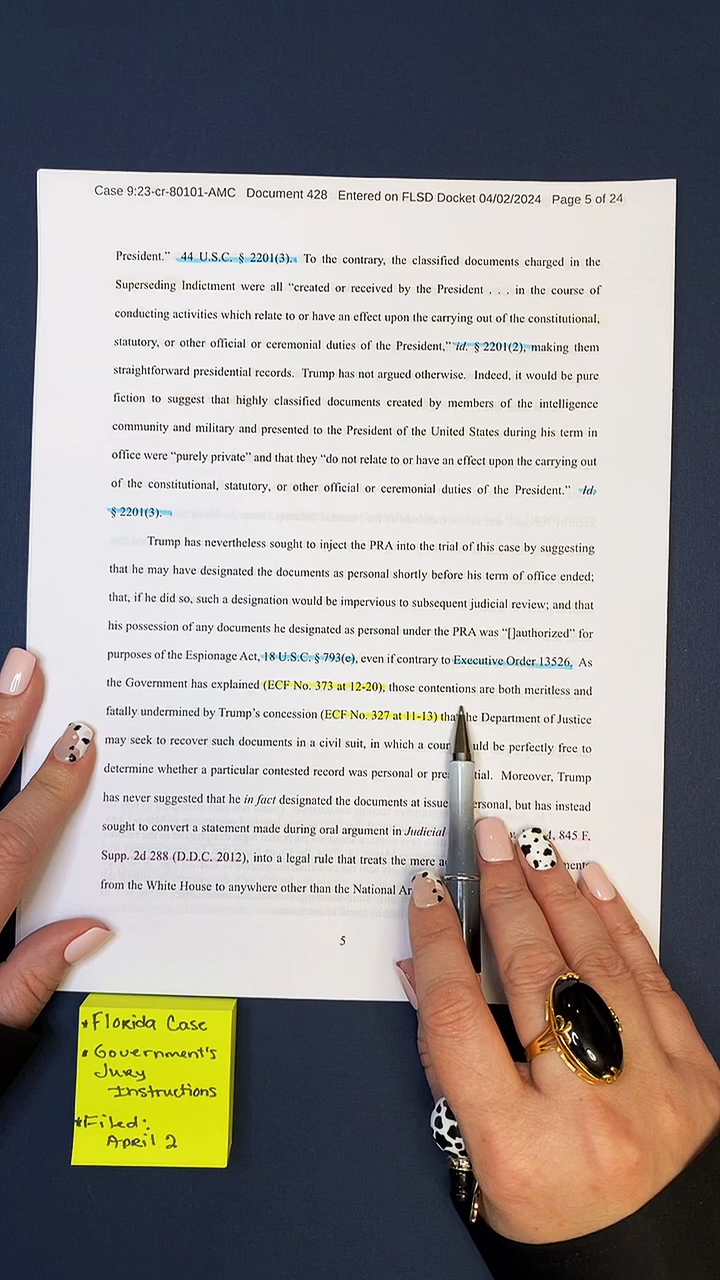 Case 9:23-cr-80101-AMC Document 428 Entered on FLSD Docket 04/02/2024 Page 5 of 24
President.” 44 U.S.C. § 2201(3). To the contrary, the classified documents charged in the
Superseding Indictment were all “created or received by the President . . . in the course of
conducting activities which relate to or have an effect upon the carrying out of the constitutional,
statutory, or other official or ceremonial duties of the President,” id. § 2201(2), making them
straightforward presidential records. Trump has not argued otherwise. Indeed, it would be pure
fiction to suggest that highly classified documents created by members of the intelligence
community and military and presented to the President of the United States during his term in
office were “purely private” and that they “do not relate to or have an effect upon the carrying out
of the constitutional, statutory, or other official or ceremonial duties of the President.” Id.
§ 2201(3).
Trump has nevertheless sought to inject the PRA into the trial of this case by suggesting
that he may have designated the documents as personal shortly before his term of office ended;
that, if he did so, such a designation would be impervious to subsequent judicial review; and that
his possession of any documents he designated as personal under the PRA was “[]authorized” for
purposes of the Espionage Act, 18 U.S.C. § 793(e), even if contrary to Executive Order 13526. As
the Government has explained (ECF No. 373 at 12-20), those contentions are both meritless and
fatally undermined by Trump’s concession (ECF No. 327 at 11-13) that the Department of Justice
may seek to recover such documents in a civil suit, in which a cour uld be perfectly free to
determine whether a particular contested record was personal or pre tial. Moreover, Trump
has never suggested that he in fact designated the documents at issue ersonal, but has instead
sought to convert a statement made during oral argument in Judicial v. 845 F.
Supp. 2d 288 (D.D.C. 2012), into a legal rule that treats the mere
from the White House to anywhere other than the National Ar
5
*Florida Case
• Government's
Jury
Instructions
*Filed:
April 2